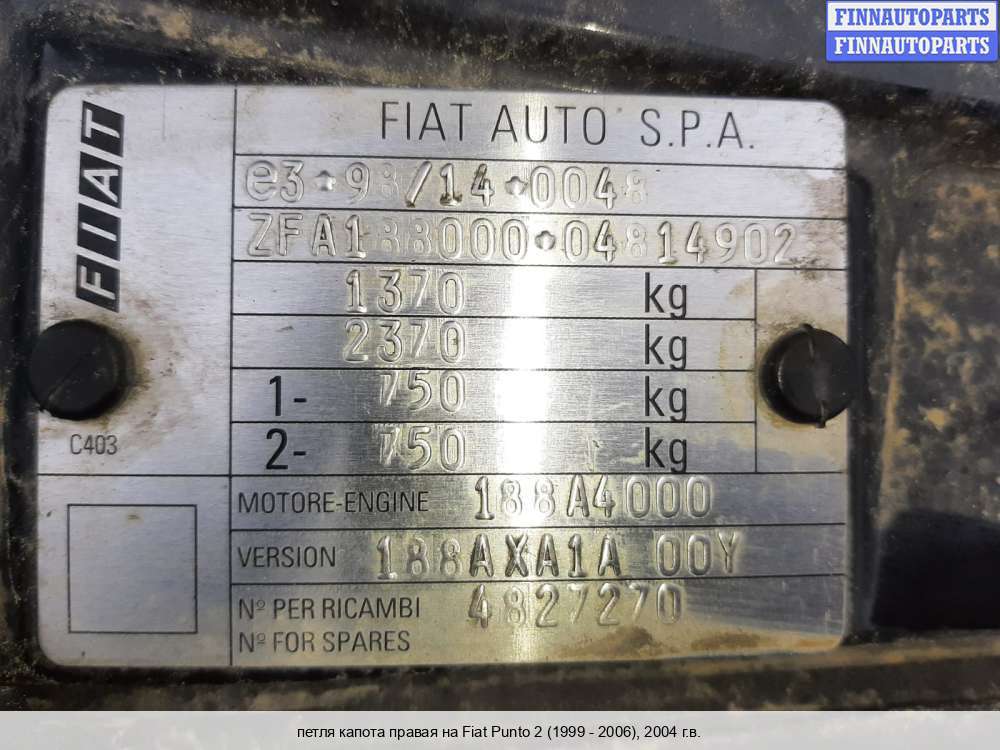 FINNAUTOPARTS
FINNAUTOPARTS
FIAT
FIAT AUTO S.P.A.
e3*98/14*0048
ZFA188000*04814902
1370 kg
2370 kg
1- 750 kg
2- 750 kg
C403
MOTORE-ENGINE 188A4000
VERSION 188AXA1A 00Y
Nº PER RICAMBI 4827270
Nº FOR SPARES
петля капота правая на Fiat Punto 2 (1999 - 2006), 2004 г.в.